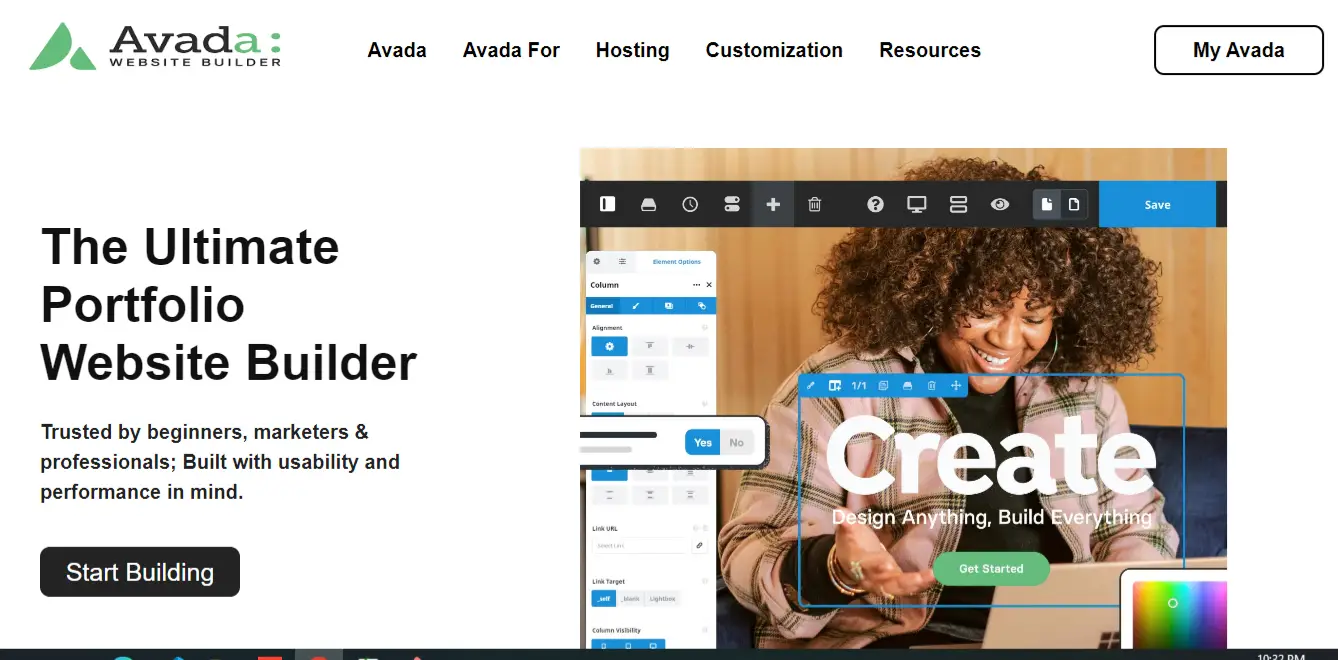 Avada:
WEBSITE BUILDER
Avada
Avada For
Hosting
Customization
Resources
My Avada
The Ultimate
Portfolio
Website Builder
Trusted by beginners, marketers &
professionals; Built with usability and
performance in mind.
Start Building
Save
Element Options
Column
General
Alignment
Content Layout
Yes No
Link URL
Select Link
Link Target
_self _blank Lightbox
Column Visibility
1/1
Create
Design Anything, Build Everything
Get Started
10:32 PM